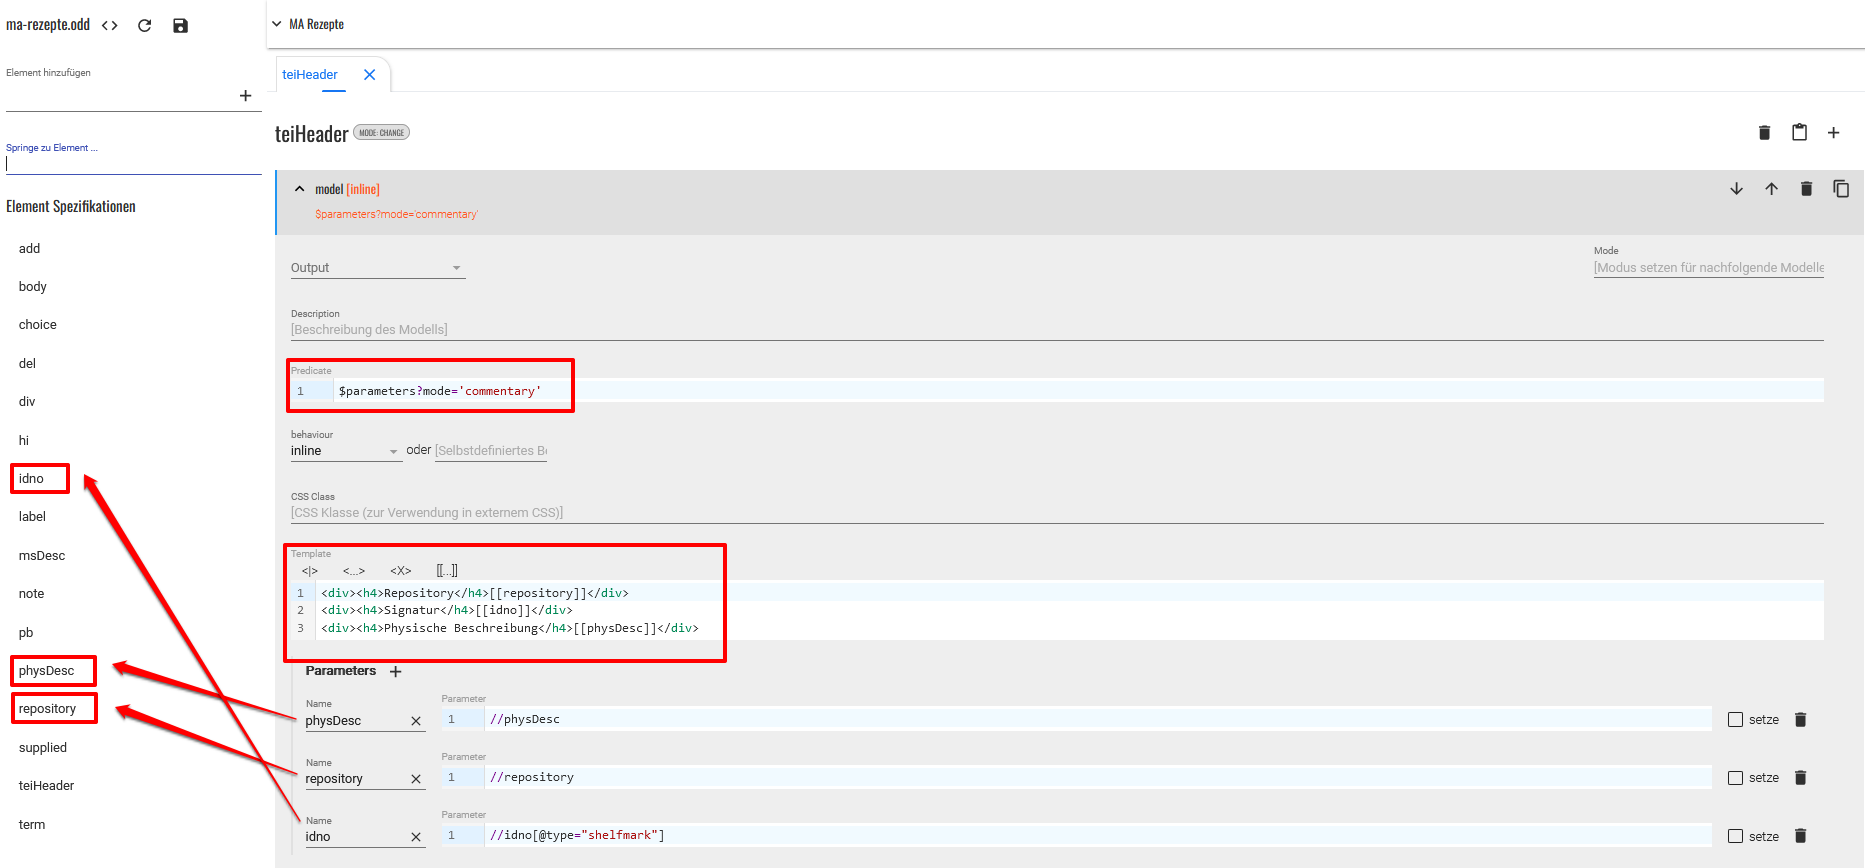 ma-rezepte.odd <>
Element hinzufügen
Springe zu Element ...
Element Spezifikationen
add
body
choice
del
div
hi
idno
label
msDesc
note
pb
physDesc
repository
supplied
teiHeader
term
MA Rezepte
teiHeader
teiHeader MODE: CHANGE
model [inline]
$parameters?mode='commentary'
Output
Mode
[Modus setzen für nachfolgende Modelle
Description
[Beschreibung des Modells]
Predicate
1 $parameters?mode='commentary'
behaviour
inline oder [Selbstdefiniertes Be
CSS Class
[CSS Klasse (zur Verwendung in externem CSS)]
Template
<|> <...> <X> [[...]]
1 <div><h4>Repository</h4>[[repository]]</div>
2 <div><h4>Signatur</h4>[[idno]]</div>
3 <div><h4>Physische Beschreibung</h4>[[physDesc]]</div>
Parameters +
Name Parameter
physDesc 1 //physDesc setze
Name Parameter
repository 1 //repository setze
Name Parameter
idno 1 //idno[@type="shelfmark"] setze